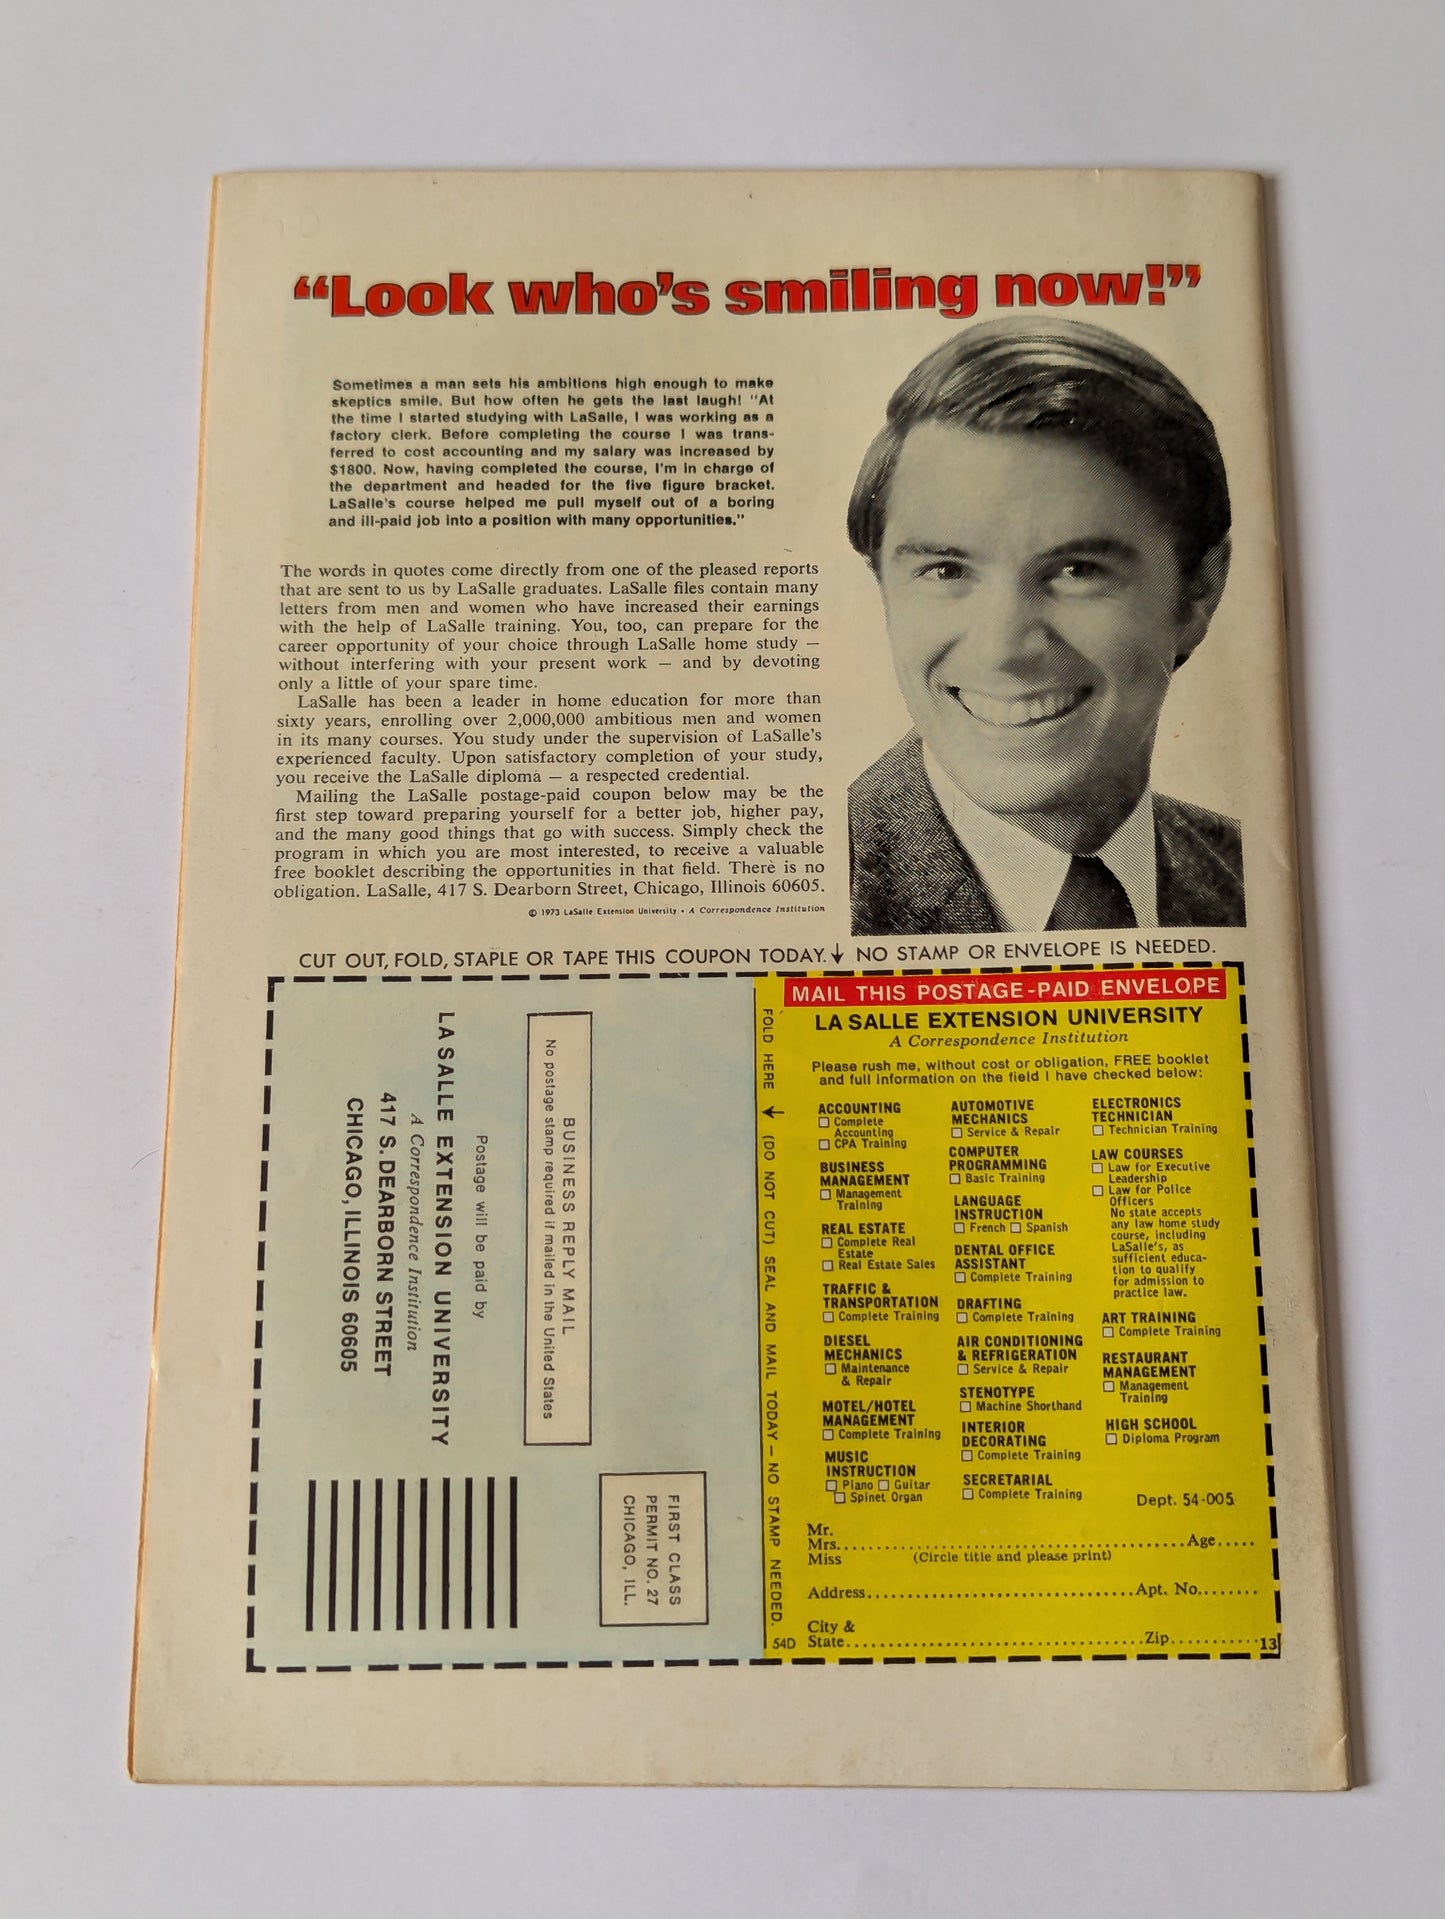 “Look who’s smiling now!”
Sometimes a man sets his ambitions high enough to make
skeptics smile. But how often he gets the last laugh! "At
the time I started studying with LaSalle, I was working as a
factory clerk. Before completing the course I was trans-
ferred to cost accounting and my salary was increased by
$1800. Now, having completed the course, I'm in charge of
the department and headed for the five figure bracket.
LaSalle's course helped me pull myself out of a boring
and ill-paid job into a position with many opportunities."
The words in quotes come directly from one of the pleased reports
that are sent to us by LaSalle graduates. LaSalle files contain many
letters from men and women who have increased their earnings
with the help of LaSalle training. You, too, can prepare for the
career opportunity of your choice through LaSalle home study —
without interfering with your present work — and by devoting
only a little of your spare time.
LaSalle has been a leader in home education for more than
sixty years, enrolling over 2,000,000 ambitious men and women
in its many courses. You study under the supervision of LaSalle's
experienced faculty. Upon satisfactory completion of your study,
you receive the LaSalle diploma — a respected credential.
Mailing the LaSalle postage-paid coupon below may be the
first step toward preparing yourself for a better job, higher pay,
and the many good things that go with success. Simply check the
program in which you are most interested, to receive a valuable
free booklet describing the opportunities in that field. There is no
obligation. LaSalle, 417 S. Dearborn Street, Chicago, Illinois 60605.
© 1973 LaSalle Extension University • A Correspondence Institution
CUT OUT, FOLD, STAPLE OR TAPE THIS COUPON TODAY.↓ NO STAMP OR ENVELOPE IS NEEDED.
FIRST CLASS
PERMIT NO. 27
CHICAGO, ILL.
BUSINESS REPLY MAIL
No postage stamp required if mailed in the United States
Postage will be paid by
LA SALLE EXTENSION UNIVERSITY
A Correspondence Institution
417 S. DEARBORN STREET
CHICAGO, ILLINOIS 60605
FOLD HERE ↓ (DO NOT CUT) SEAL AND MAIL TODAY — NO STAMP NEEDED.
MAIL THIS POSTAGE-PAID ENVELOPE
LA SALLE EXTENSION UNIVERSITY
A Correspondence Institution
Please rush me, without cost or obligation, FREE booklet
and full information on the field I have checked below:
ACCOUNTING
☐ Complete
Accounting
☐ CPA Training
BUSINESS
MANAGEMENT
☐ Management
Training
REAL ESTATE
☐ Complete Real
Estate
☐ Real Estate Sales
TRAFFIC &
TRANSPORTATION
☐ Complete Training
DIESEL
MECHANICS
☐ Maintenance
& Repair
MOTEL/HOTEL
MANAGEMENT
☐ Complete Training
MUSIC
INSTRUCTION
☐ Piano ☐ Guitar
☐ Spinet Organ
AUTOMOTIVE
MECHANICS
☐ Service & Repair
COMPUTER
PROGRAMMING
☐ Basic Training
LANGUAGE
INSTRUCTION
☐ French ☐ Spanish
DENTAL OFFICE
ASSISTANT
☐ Complete Training
DRAFTING
☐ Complete Training
AIR CONDITIONING
& REFRIGERATION
☐ Service & Repair
STENOTYPE
☐ Machine Shorthand
INTERIOR
DECORATING
☐ Complete Training
SECRETARIAL
☐ Complete Training
ELECTRONICS
TECHNICIAN
☐ Technician Training
LAW COURSES
☐ Law for Executive
Leadership
☐ Law for Police
Officers
No state accepts
any law home study
course, including
LaSalle's, as
sufficient educa-
tion to qualify
for admission to
practice law.
ART TRAINING
☐ Complete Training
RESTAURANT
MANAGEMENT
☐ Management
Training
HIGH SCHOOL
☐ Diploma Program
Dept. 54-005
Mr.
Mrs. Age
Miss (Circle title and please print)
Address Apt. No.
City &
54D State Zip 13